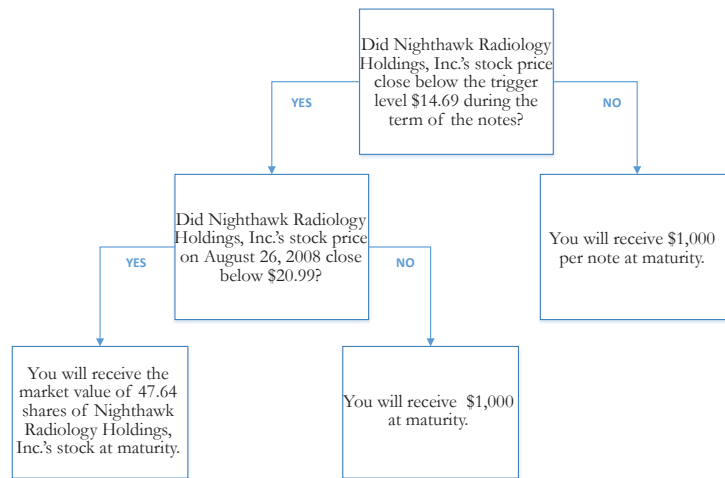 Did Nighthawk Radiology
Holdings, Inc.'s stock price
close below the trigger
level $14.69 during the
term of the notes?
YES
NO
Did Nighthawk Radiology
Holdings, Inc.'s stock price
on August 26, 2008 close
below $20.99?
You will receive $1,000
per note at maturity.
YES
NO
You will receive the
market value of 47.64
shares of Nighthawk
Radiology Holdings,
Inc.'s stock at maturity.
You will receive $1,000
at maturity.